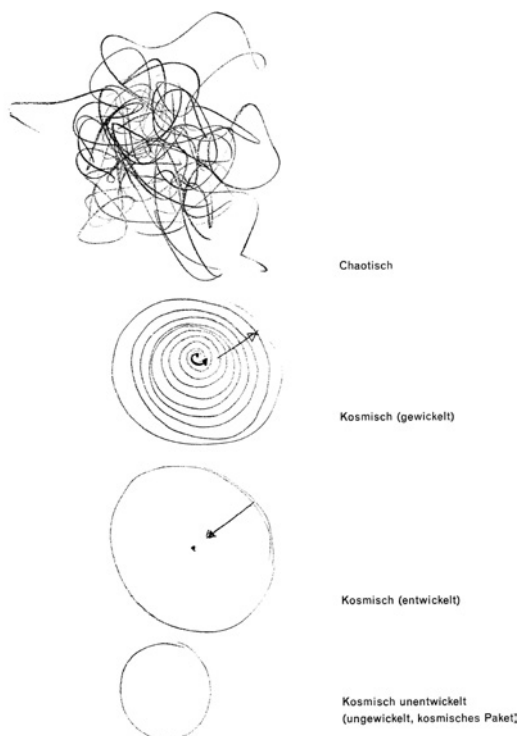 Chaotisch
Kosmisch (gewickelt)
Kosmisch (entwickelt)
Kosmisch unentwickelt
(ungewickelt, kosmisches Paket)